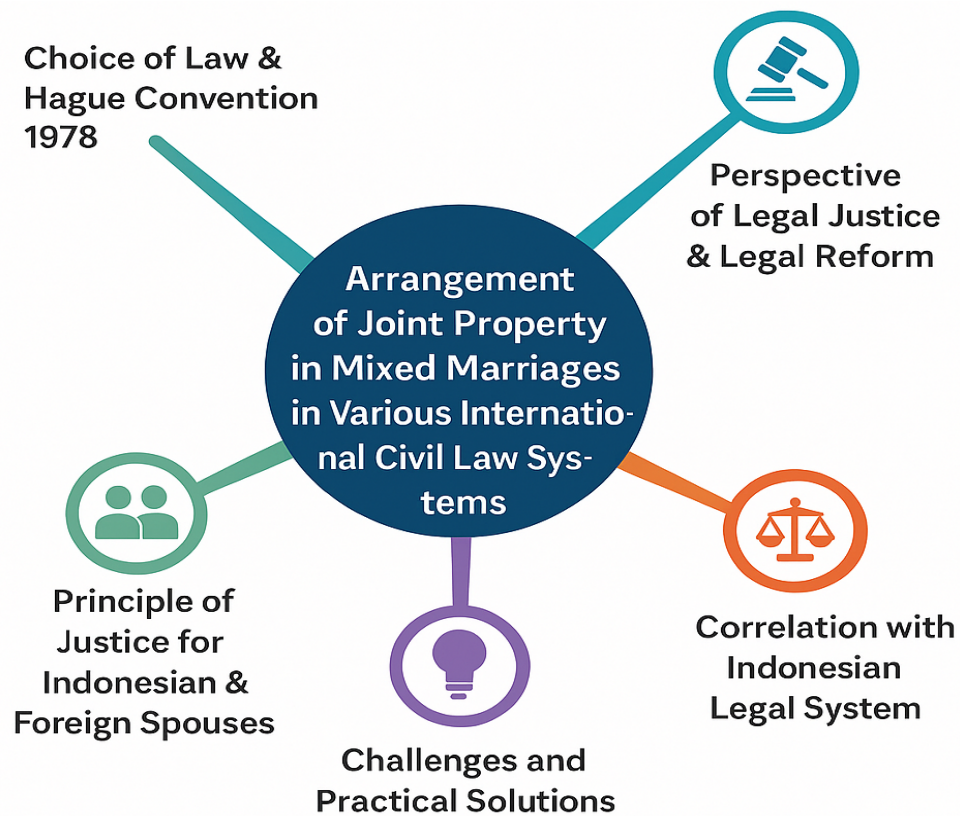 Choice of Law &
Hague Convention
1978
Perspective
of Legal Justice
& Legal Reform
Arrangement
of Joint Property
in Mixed Marriages
in Various Internatio-
nal Civil Law Sys-
tems
Principle of
Justice for
Indonesian &
Foreign Spouses
Correlation with
Indonesian
Legal System
Challenges and
Practical Solutions